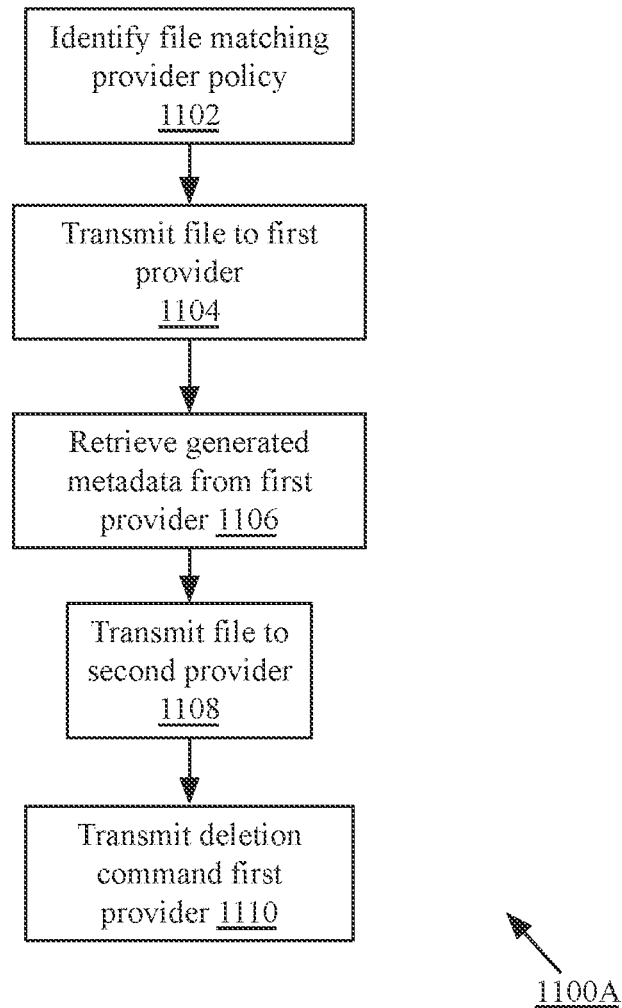 Identify file matching
provider policy
1102
Transmit file to first
provider
1104
Retrieve generated
metadata from first
provider 1106
Transmit file to
second provider
1108
Transmit deletion
command first
provider 1110
1100A